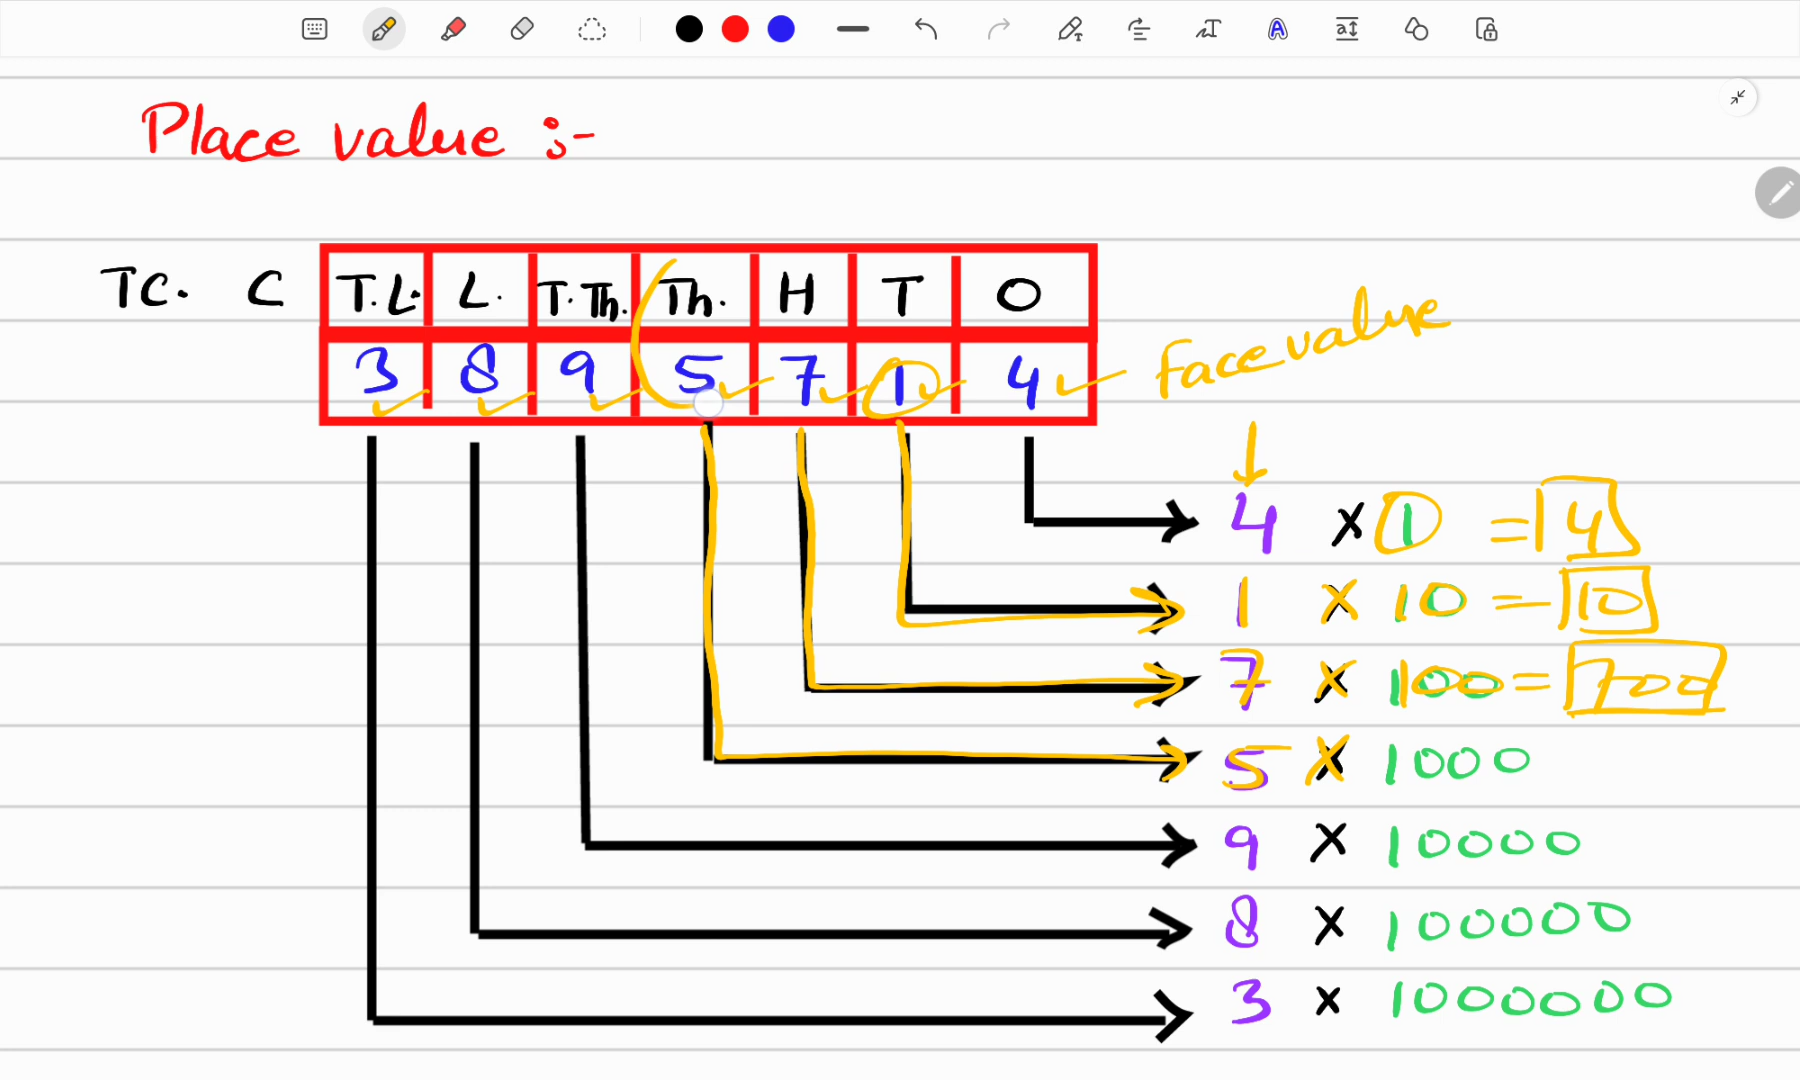 Place value :-
TC. C T.L. L. T.Th. Th. H T O
3 8 9 5 7 1 4
Face value
4 × 1 = 4
1 × 10 = 10
7 × 100 = 700
5 × 1000
9 × 10000
8 × 100000
3 × 1000000